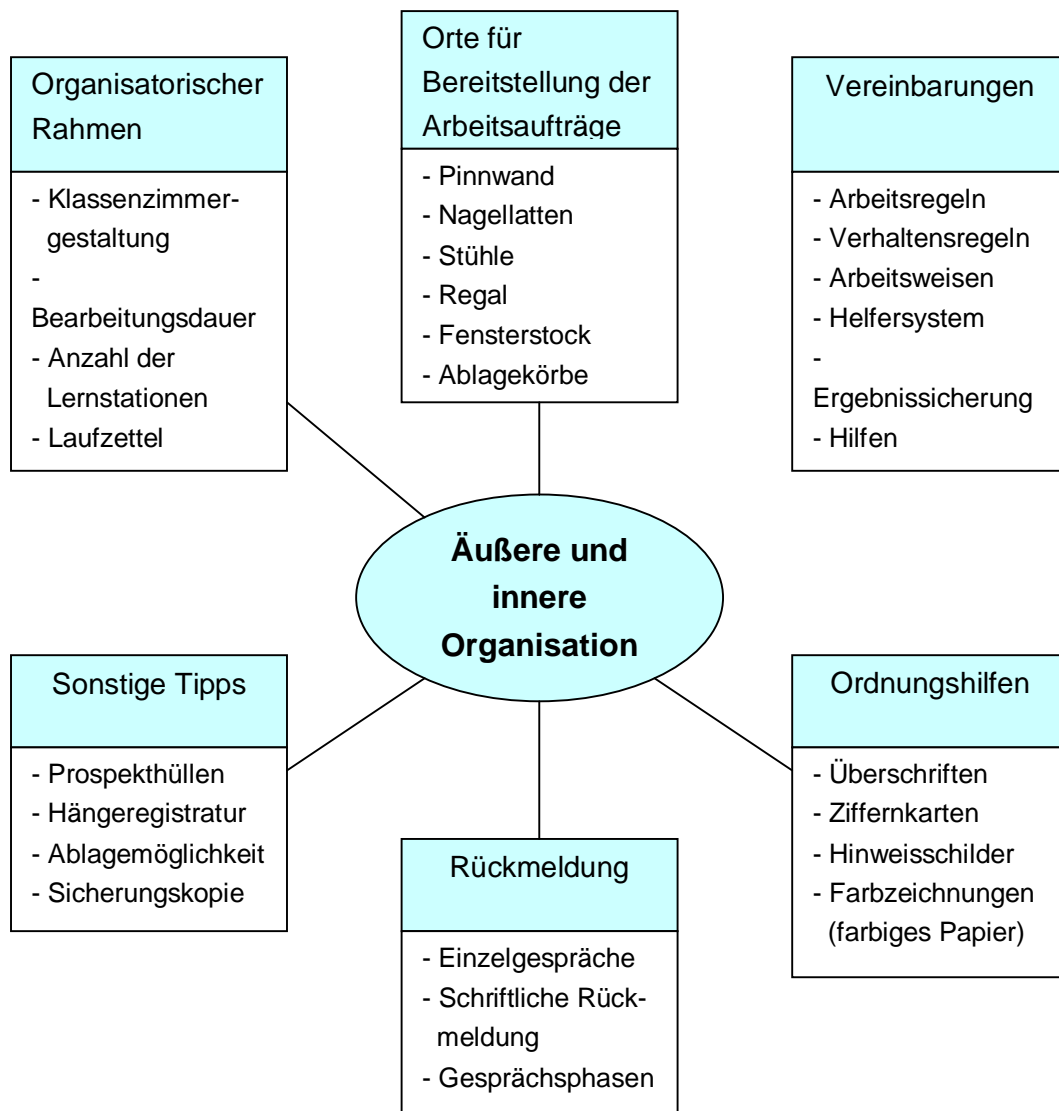 Organisatorischer
Rahmen
- Klassenzimmer-
gestaltung
-
Bearbeitungsdauer
- Anzahl der
Lernstationen
- Laufzettel
Orte für
Bereitstellung der
Arbeitsaufträge
- Pinnwand
- Nagellatten
- Stühle
- Regal
- Fensterstock
- Ablagekörbe
Vereinbarungen
- Arbeitsregeln
- Verhaltensregeln
- Arbeitsweisen
- Helfersystem
-
Ergebnissicherung
- Hilfen
Äußere und
innere
Organisation
Sonstige Tipps
- Prospekthüllen
- Hängeregistratur
- Ablagemöglichkeit
- Sicherungskopie
Rückmeldung
- Einzelgespräche
- Schriftliche Rück-
meldung
- Gesprächsphasen
Ordnungshilfen
- Überschriften
- Ziffernkarten
- Hinweisschilder
- Farbzeichnungen
(farbiges Papier)